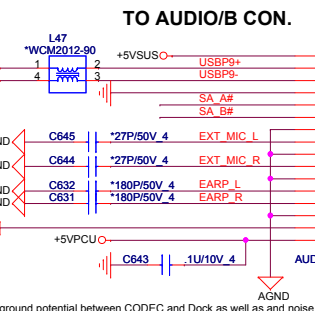 TO AUDIO/B CON.
L47
*WCM2012-90
1 2
4 3
+5VSUS
USBP9+
USBP9-
SA_A#
SA_B#
C645 *27P/50V_4 EXT_MIC_L
C644 *27P/50V_4 EXT_MIC_R
C632 *180P/50V_4 EARP_L
C631 *180P/50V_4 EARP_R
+5VPCU
C643 .1U/10V_4
AUD
AGND
ground potential between CODEC and Dock as well as and noise